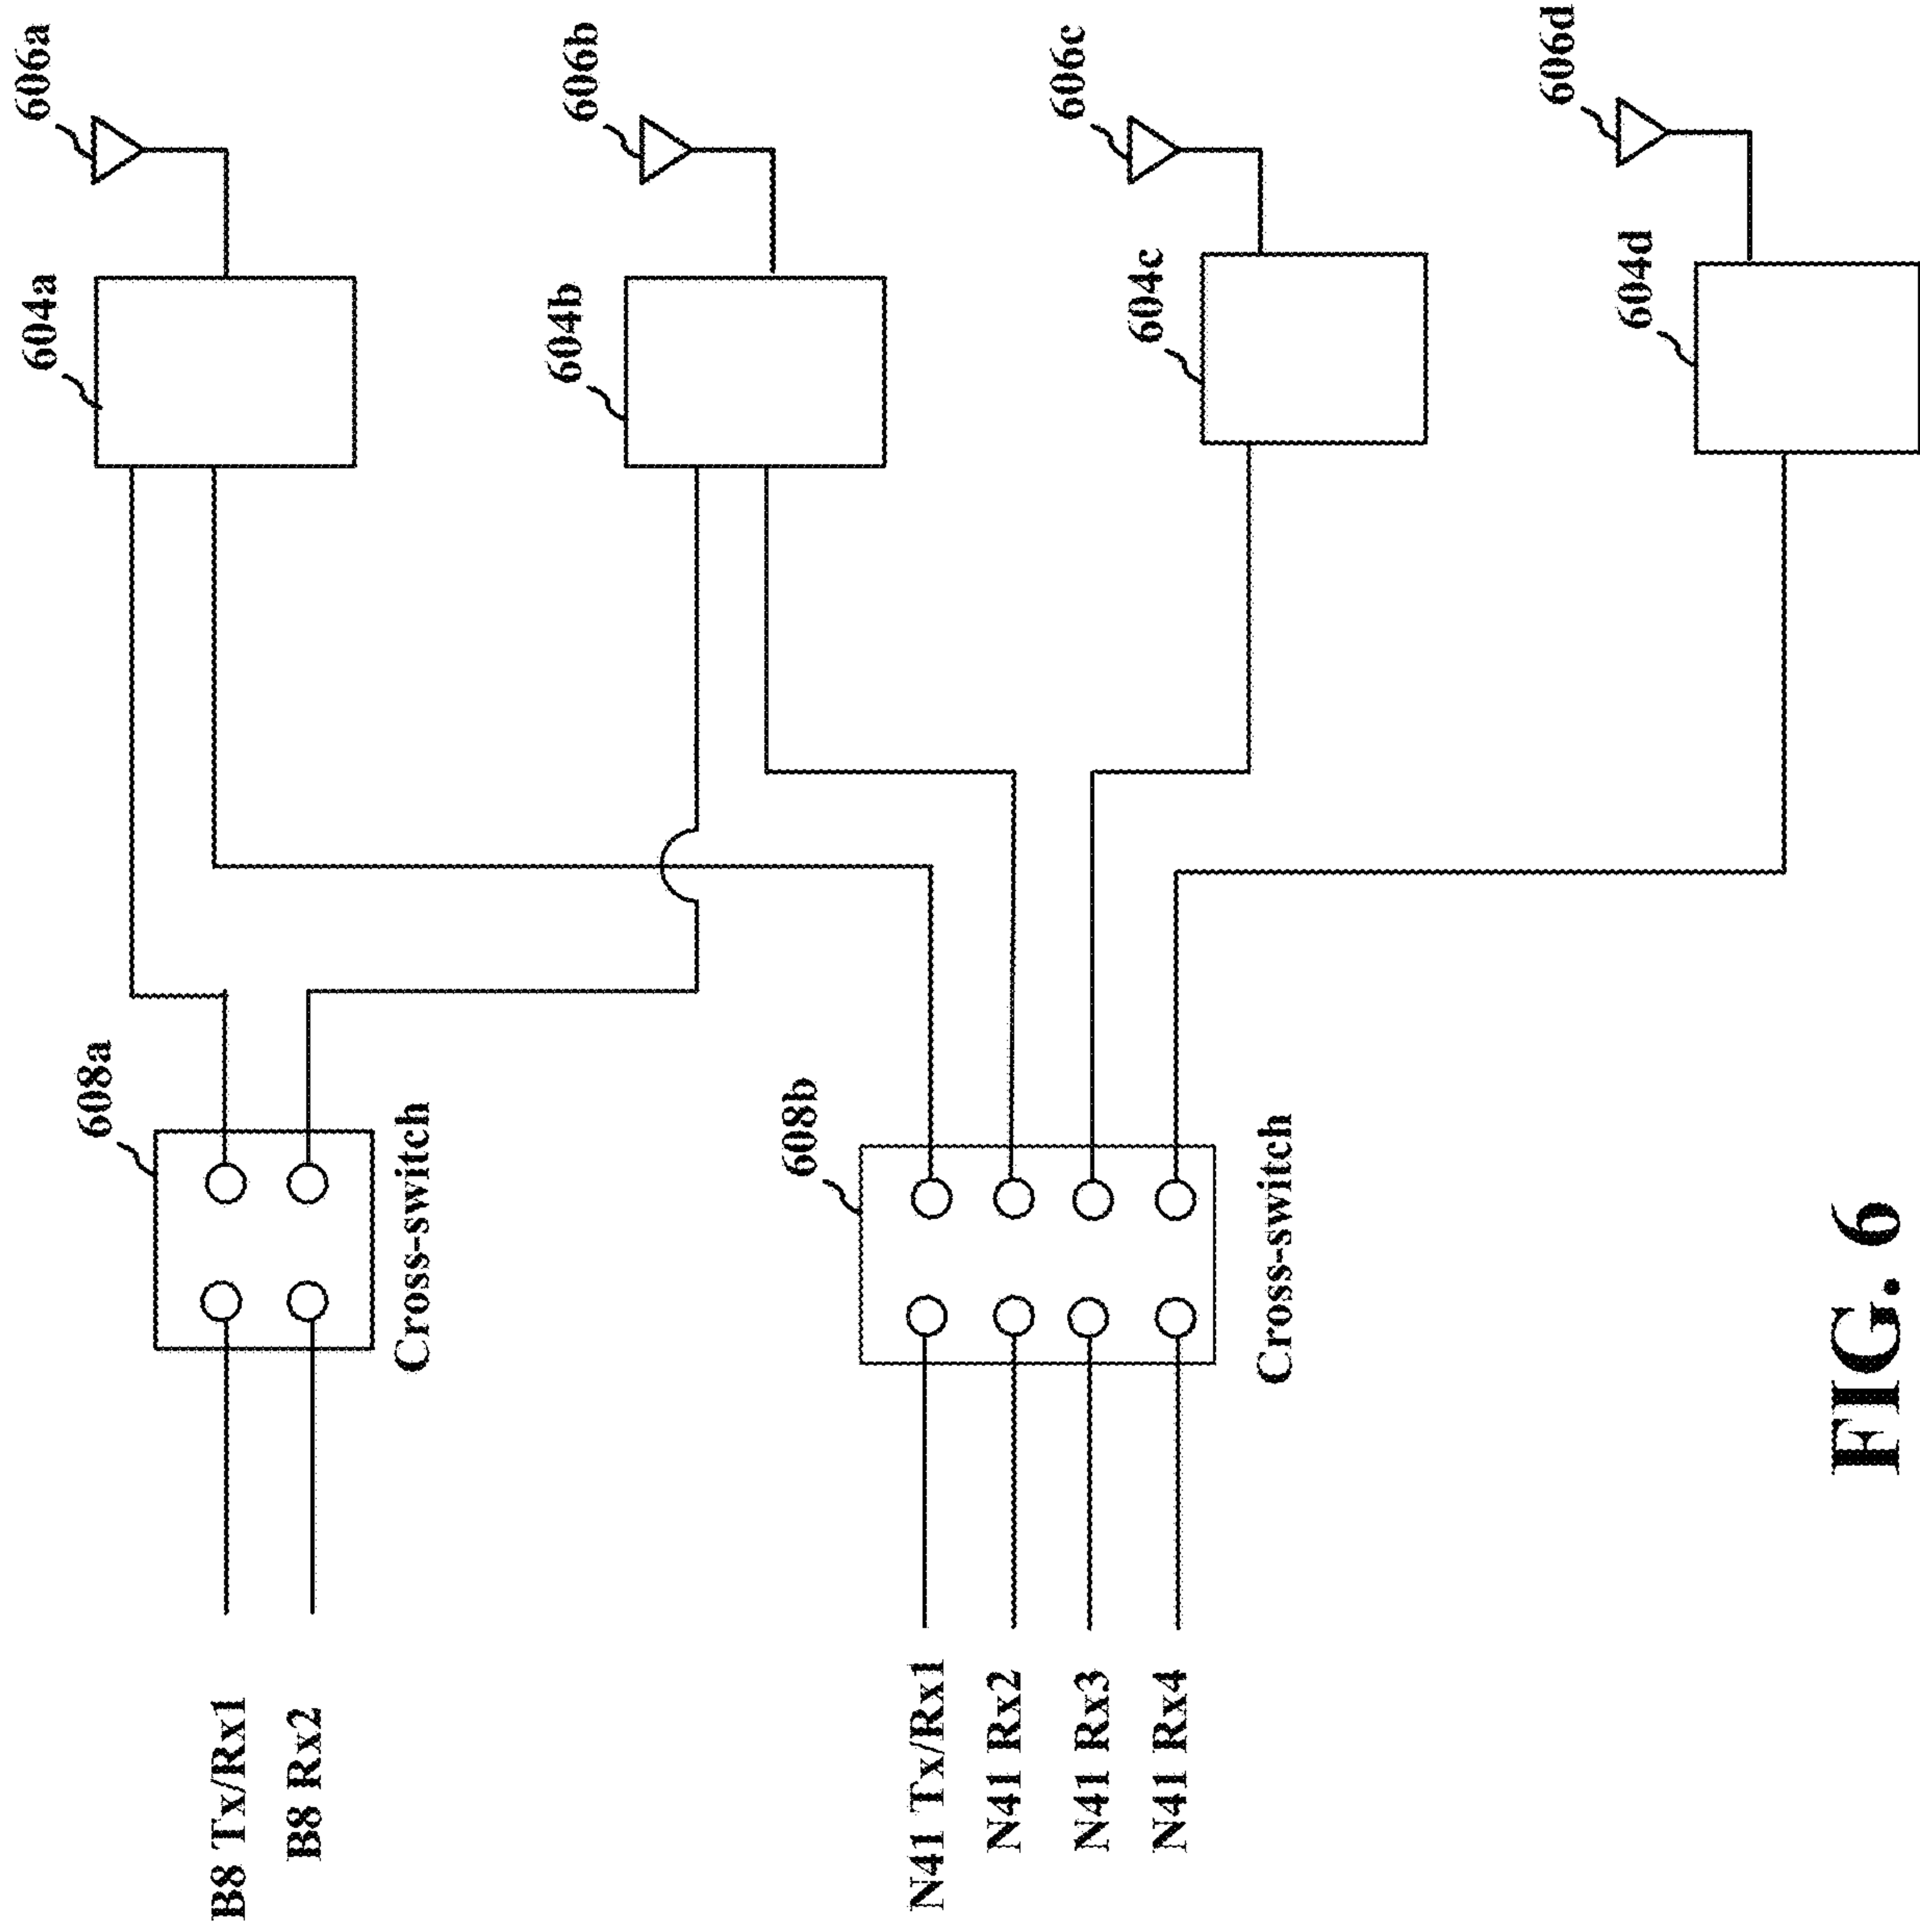 606a
606b
606c
606d
604a
604b
604c
604d
608a
Cross-switch
608b
Cross-switch
B8 Tx/Rx1
B8 Rx2
N41 Tx/Rx1
N41 Rx2
N41 Rx3
N41 Rx4
FIG. 6